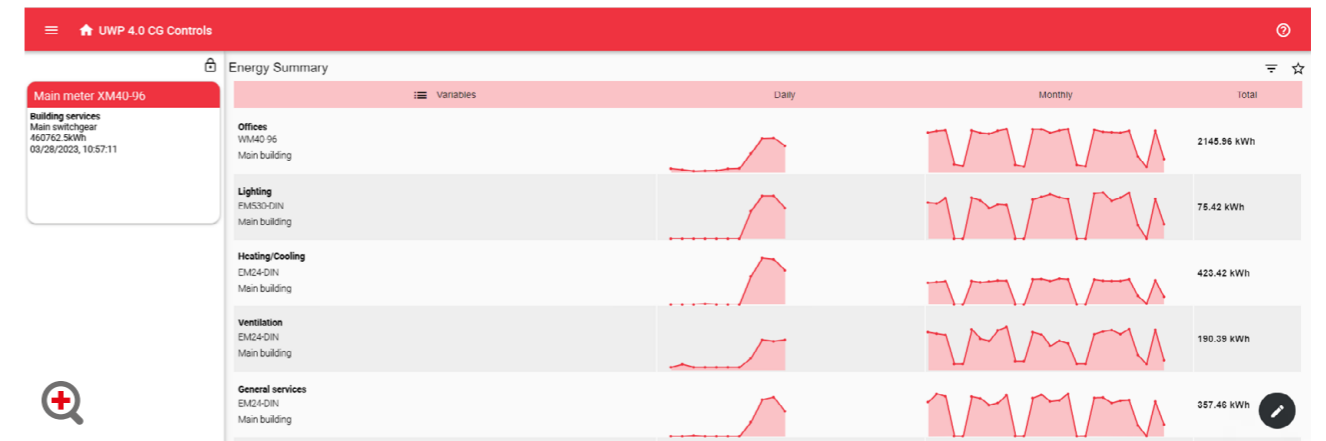 UWP 4.0 CG Controls
Energy Summary
Main meter XM40-96
Building services
Main switchgear
460762.5kWh
03/28/2023, 10:57:11
Variables Daily Monthly Total
Offices
WM40 96
Main building
2145.96 kWh
Lighting
EM530-DIN
Main building
75.42 kWh
Heating/Cooling
EM24-DIN
Main building
423.42 kWh
Ventilation
EM24-DIN
Main building
190.39 kWh
General services
EM24-DIN
Main building
357.46 kWh